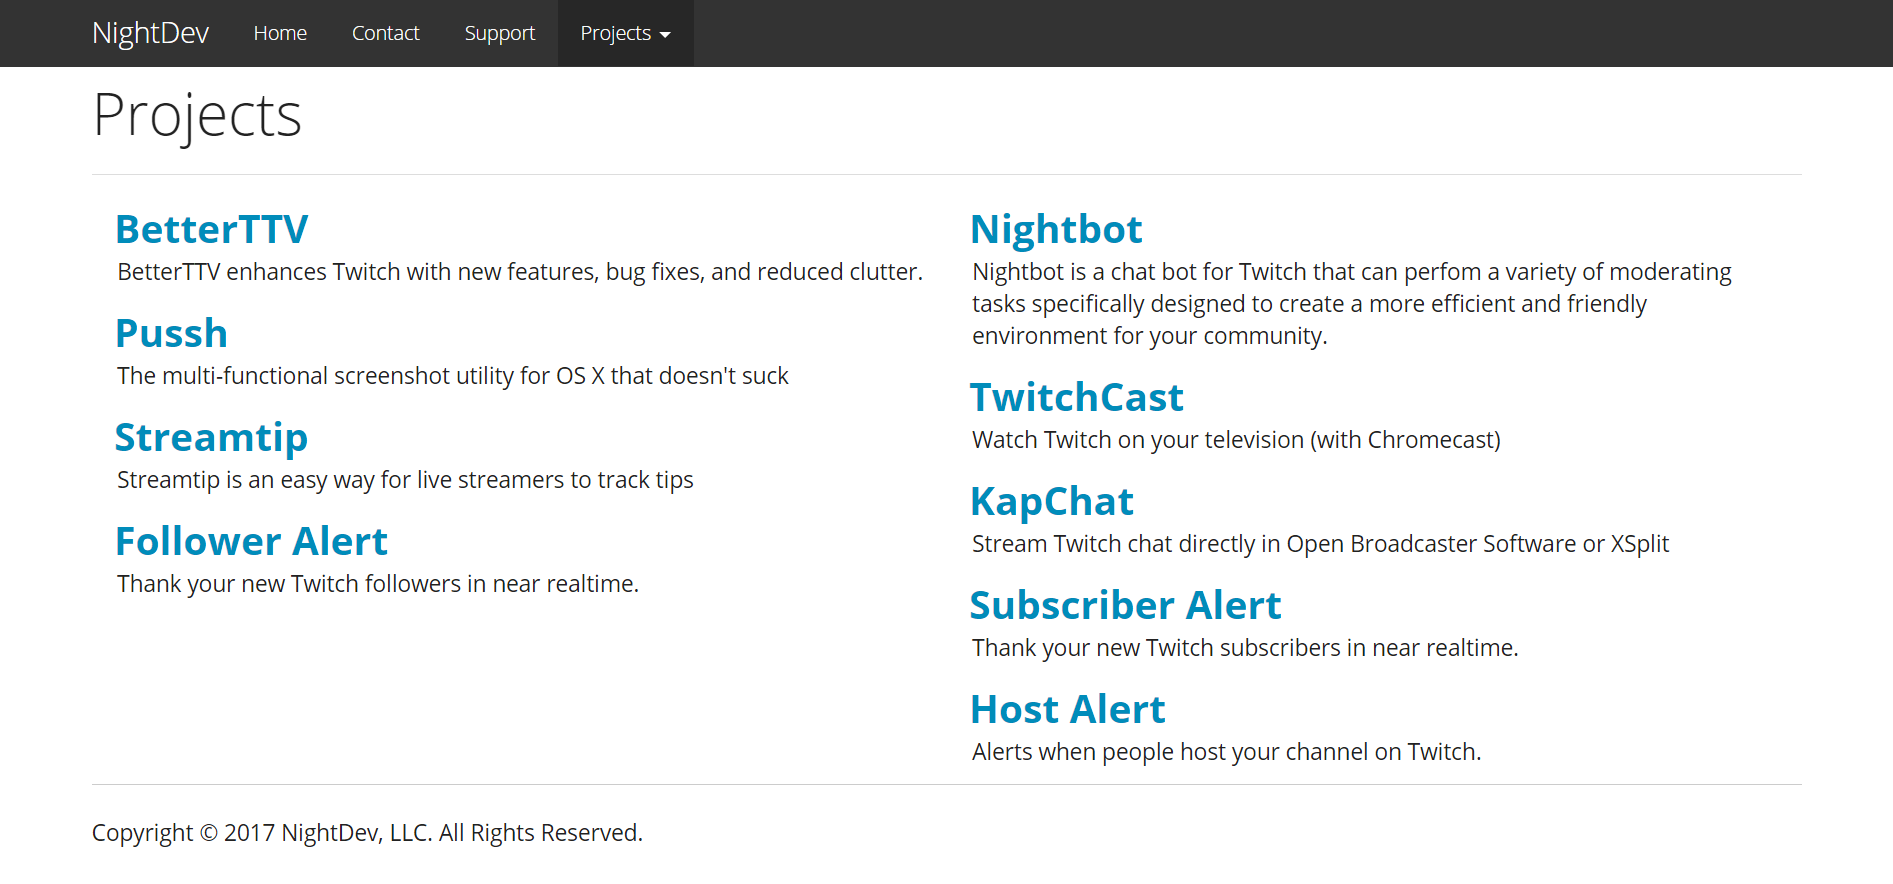 NightDev Home Contact Support Projects
Projects
BetterTTV
BetterTTV enhances Twitch with new features, bug fixes, and reduced clutter.
Pussh
The multi-functional screenshot utility for OS X that doesn't suck
Streamtip
Streamtip is an easy way for live streamers to track tips
Follower Alert
Thank your new Twitch followers in near realtime.
Nightbot
Nightbot is a chat bot for Twitch that can perfom a variety of moderating
tasks specifically designed to create a more efficient and friendly
environment for your community.
TwitchCast
Watch Twitch on your television (with Chromecast)
KapChat
Stream Twitch chat directly in Open Broadcaster Software or XSplit
Subscriber Alert
Thank your new Twitch subscribers in near realtime.
Host Alert
Alerts when people host your channel on Twitch.
Copyright © 2017 NightDev, LLC. All Rights Reserved.